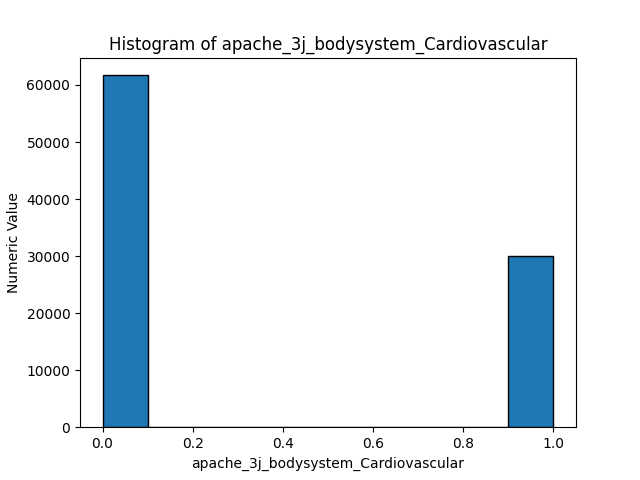 Histogram of apache_3j_bodysystem_Cardiovascular
60000
50000
40000
30000
20000
10000
0
Numeric Value
0.0 0.2 0.4 0.6 0.8 1.0
apache_3j_bodysystem_Cardiovascular